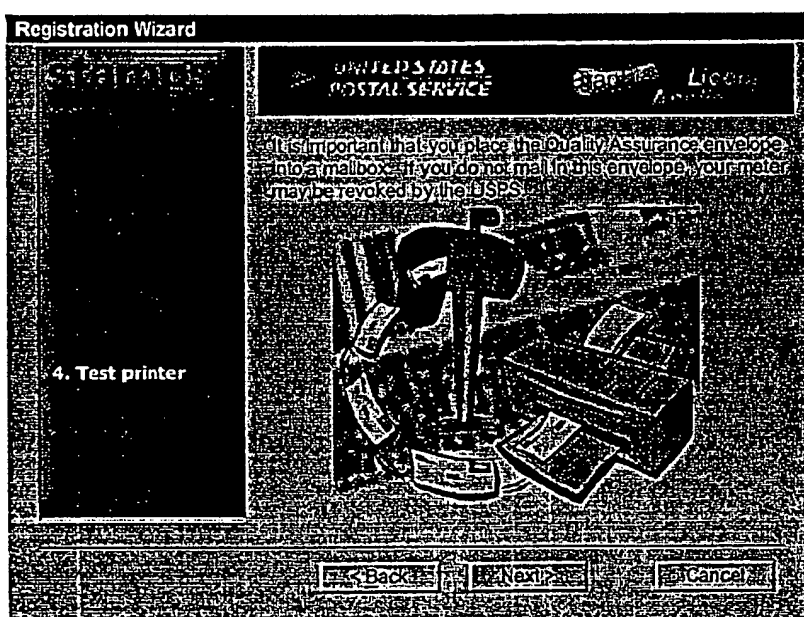 Registration Wizard
UNITED STATES
POSTAL SERVICE
It is important that you place the Quality Assurance envelope
into a mailbox. If you do not mail in this envelope, your meter
may be revoked by the USPS.
4. Test printer
< Back
Next >
Cancel